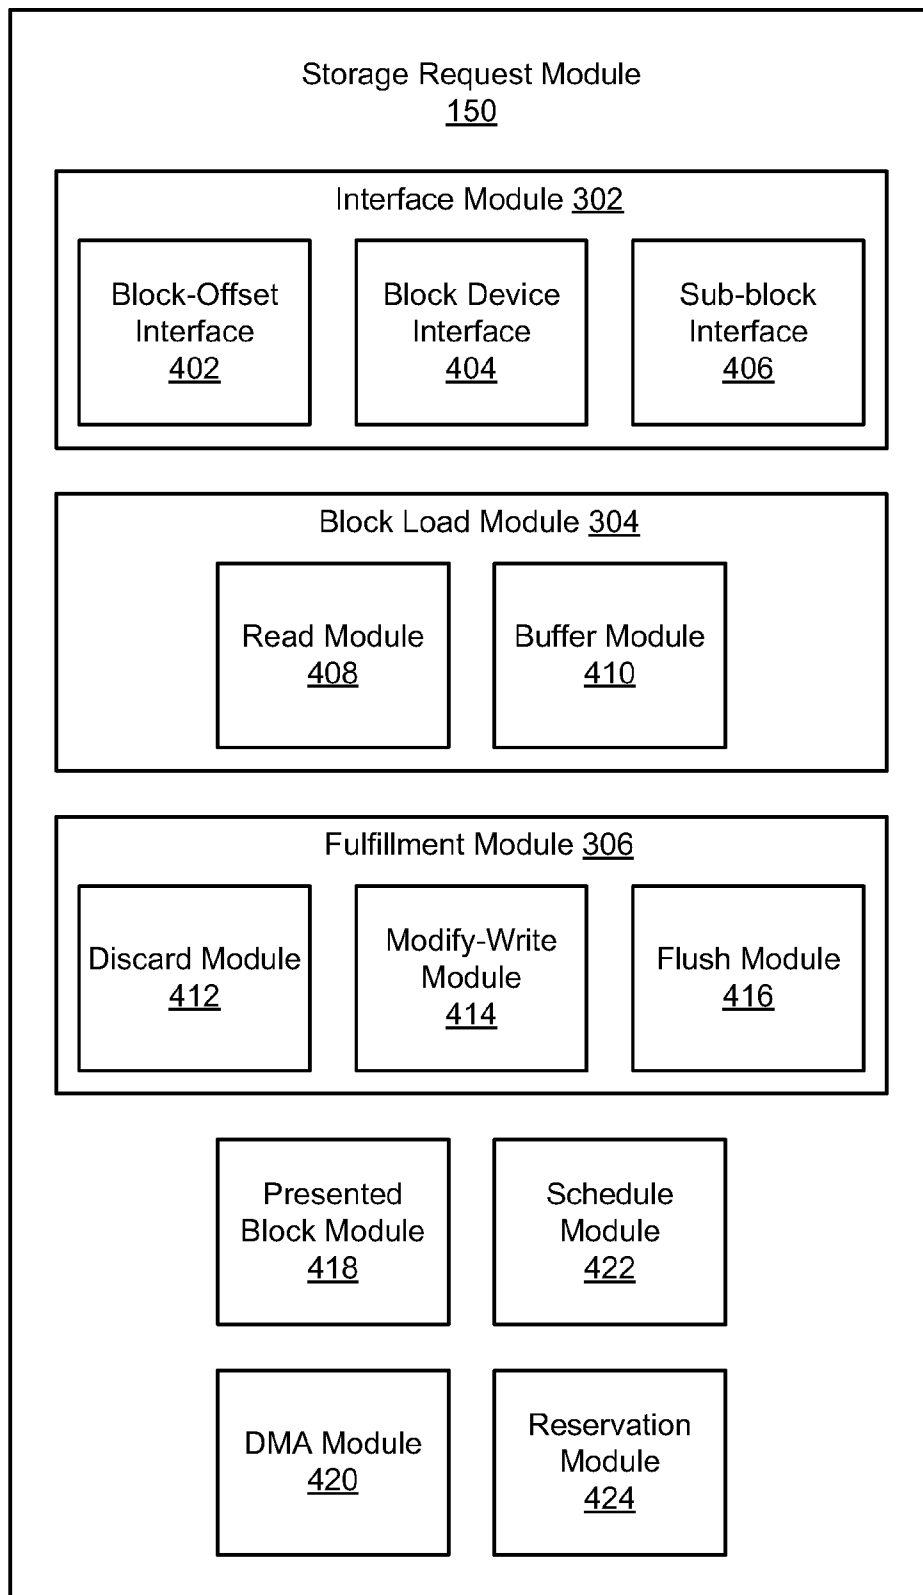 Storage Request Module
150
Interface Module 302
Block-Offset
Interface
402
Block Device
Interface
404
Sub-block
Interface
406
Block Load Module 304
Read Module
408
Buffer Module
410
Fulfillment Module 306
Discard Module
412
Modify-Write
Module
414
Flush Module
416
Presented
Block Module
418
Schedule
Module
422
DMA Module
420
Reservation
Module
424